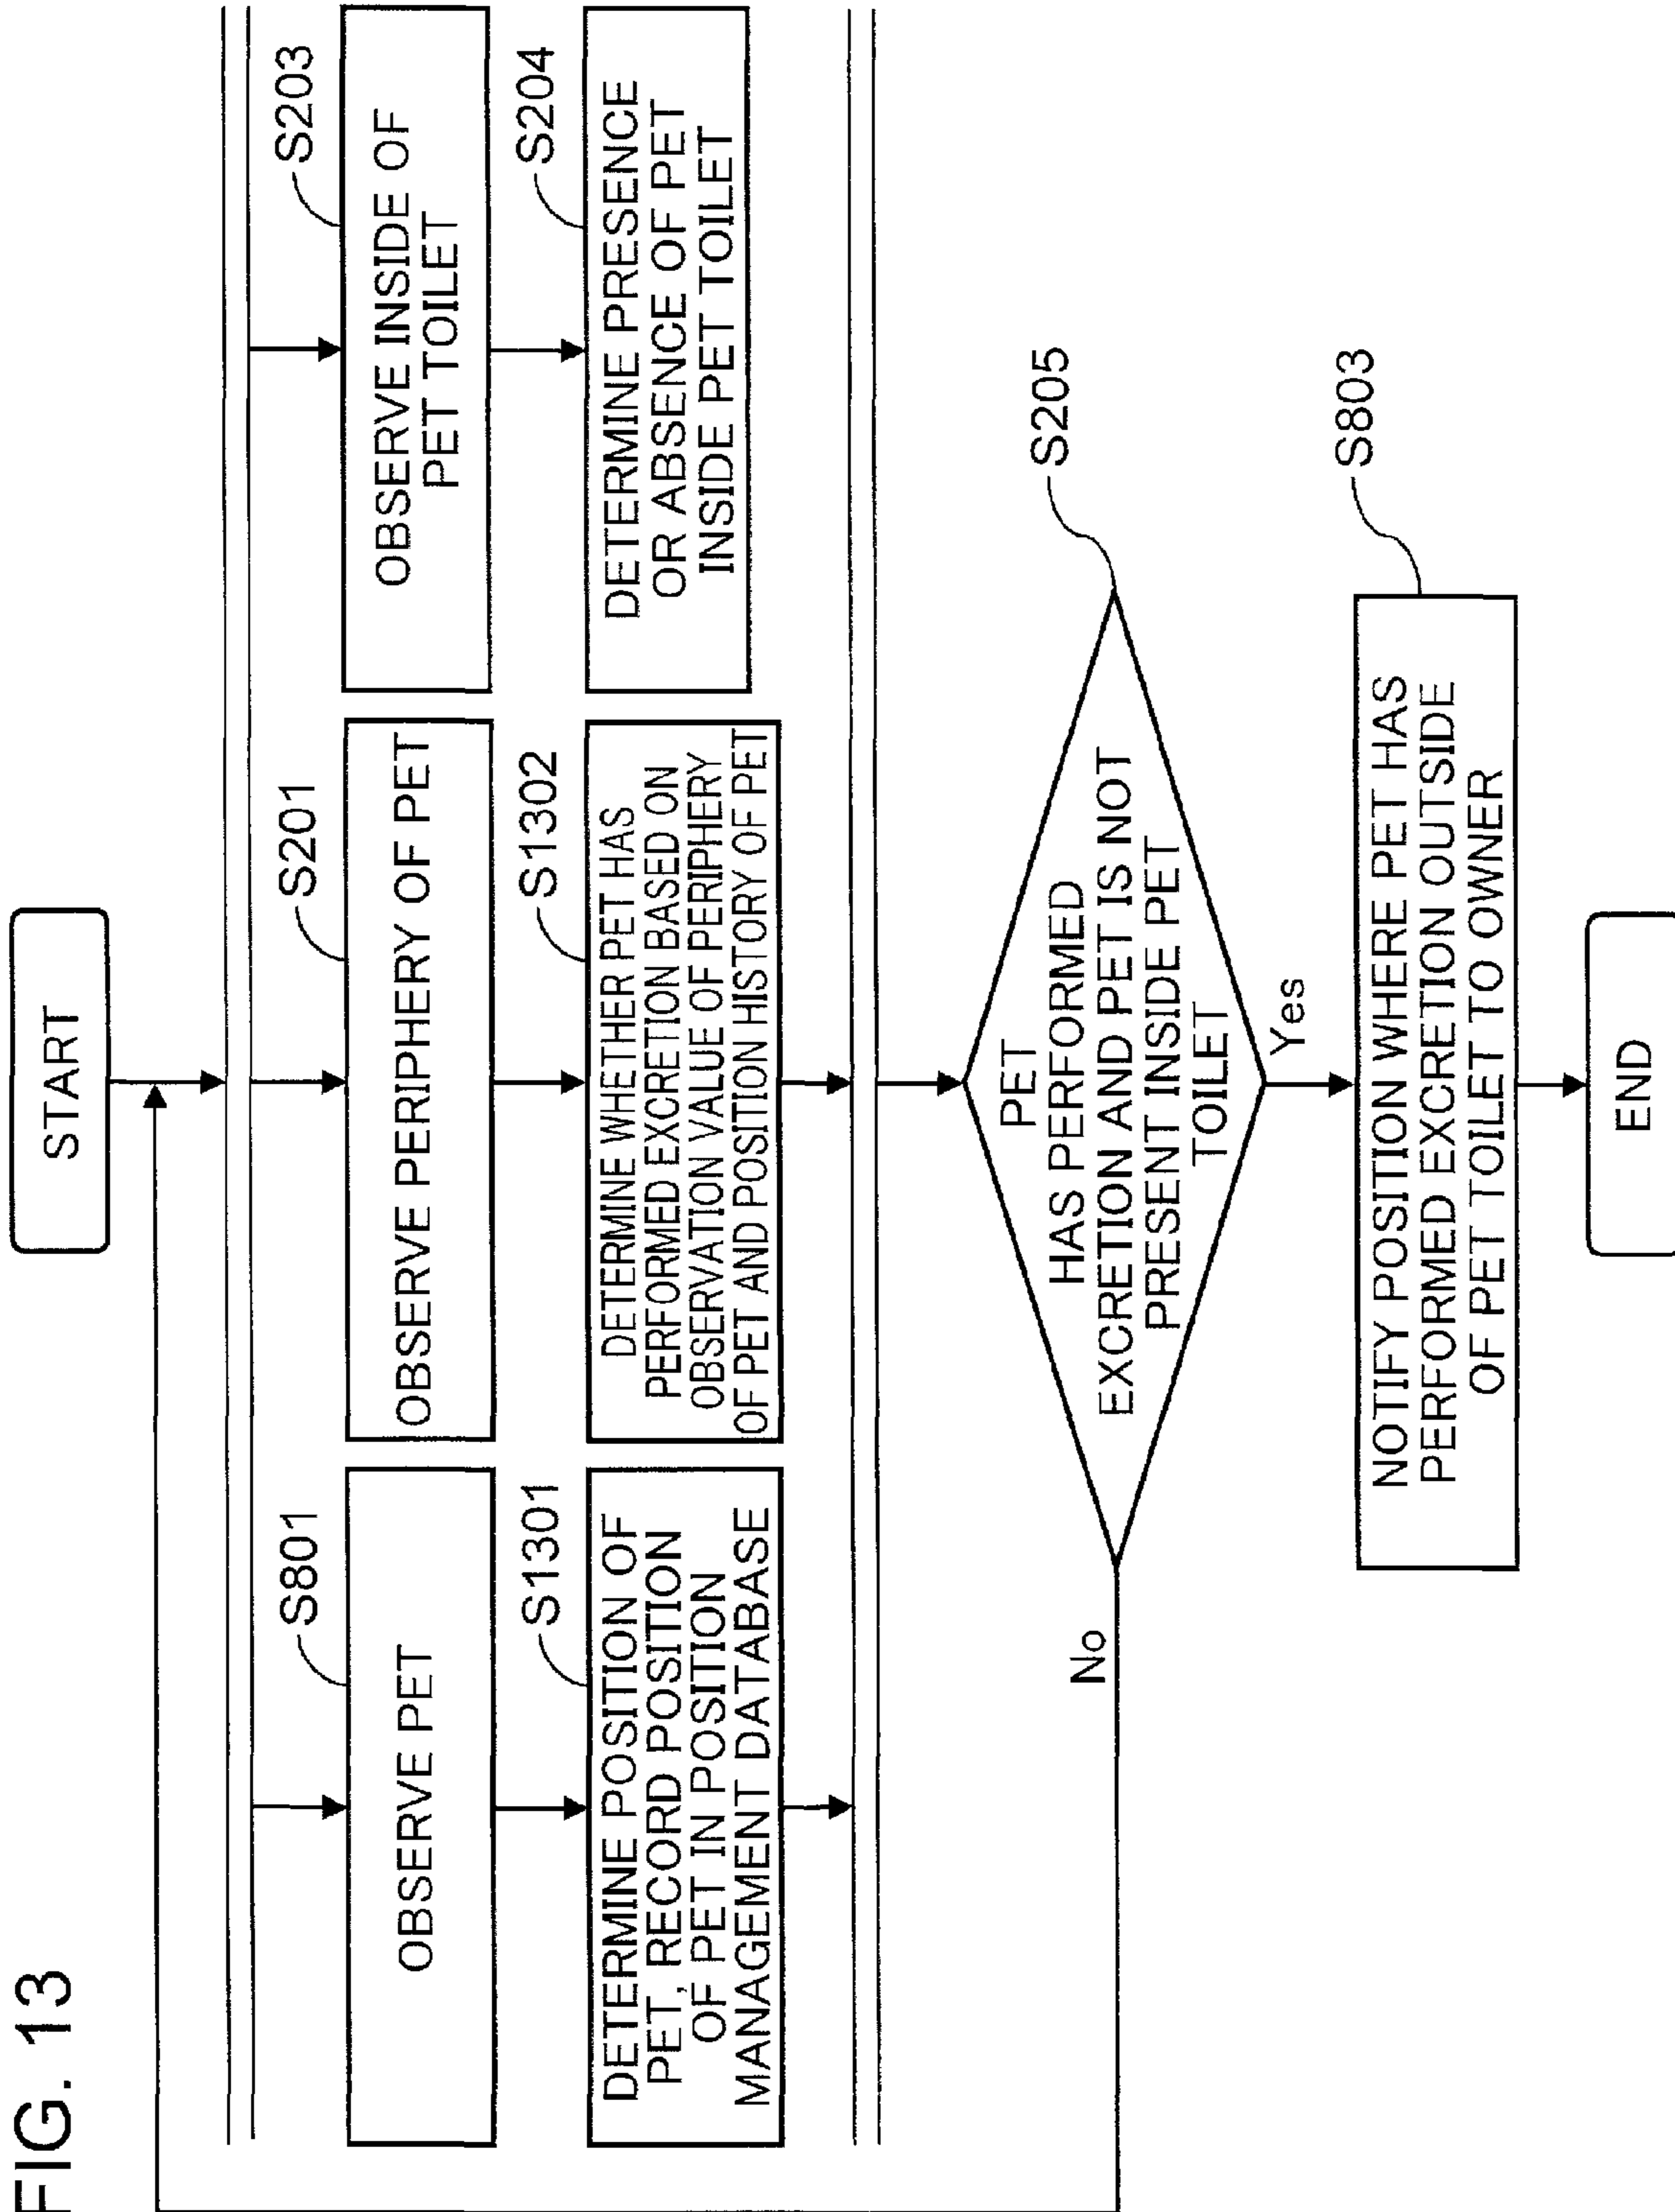 FIG. 13
START
S801
OBSERVE PET
S1301
DETERMINE POSITION OF
PET, RECORD POSITION
OF PET IN POSITION
MANAGEMENT DATABASE
S201
OBSERVE PERIPHERY OF PET
S1302
DETERMINE WHETHER PET HAS
PERFORMED EXCRETION BASED ON
OBSERVATION VALUE OF PERIPHERY
OF PET AND POSITION HISTORY OF PET
S203
OBSERVE INSIDE OF
PET TOILET
S204
DETERMINE PRESENCE
OR ABSENCE OF PET
INSIDE PET TOILET
S205
PET
HAS PERFORMED
EXCRETION AND PET IS NOT
PRESENT INSIDE PET
TOILET
No
Yes
S803
NOTIFY POSITION WHERE PET HAS
PERFORMED EXCRETION OUTSIDE
OF PET TOILET TO OWNER
END